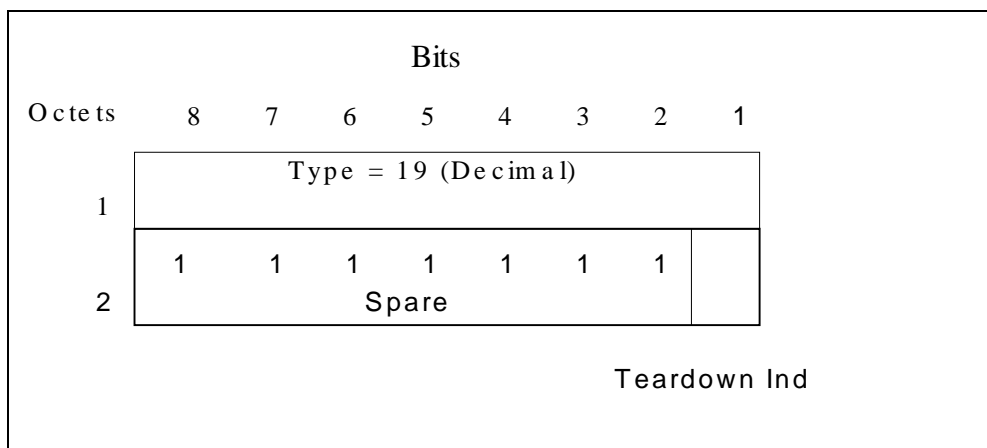 Bits
Octets 8 7 6 5 4 3 2 1
Type = 19 (Decimal)
1
1 1 1 1 1 1 1
2 Spare
Teardown Ind